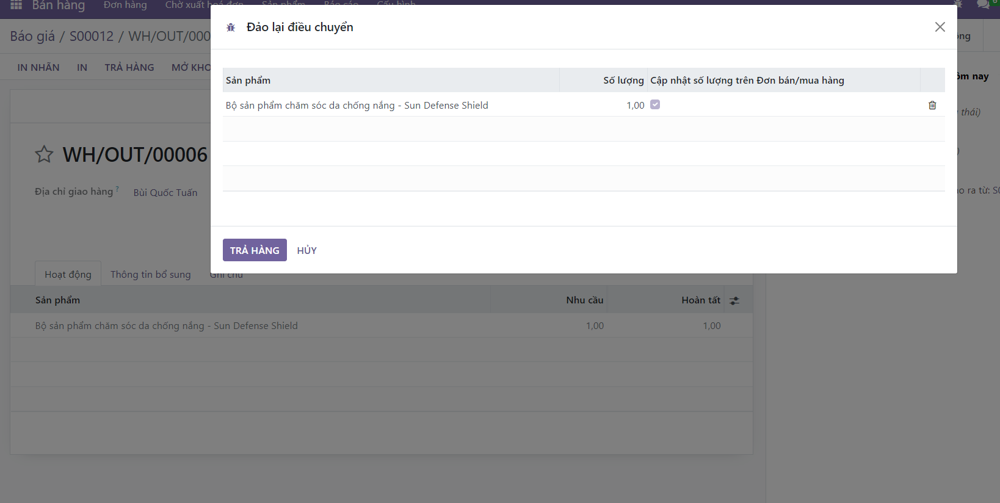 Bán hàng Đơn hàng Chờ xuất hoá đơn Sản phẩm Báo cáo Cấu hình 6
Báo giá / S00012 / WH/OUT/000
IN NHÃN IN TRẢ HÀNG MỞ KHO
Đảo lại điều chuyển
Sản phẩm Số lượng Cập nhật số lượng trên Đơn bán/mua hàng
Bộ sản phẩm chăm sóc da chống nắng - Sun Defense Shield 1,00
TRẢ HÀNG HỦY
WH/OUT/00006
Địa chỉ giao hàng ? Bùi Quốc Tuấn
Hoạt động Thông tin bổ sung Ghi chú
Sản phẩm Nhu cầu Hoàn tất
Bộ sản phẩm chăm sóc da chống nắng - Sun Defense Shield 1,00 1,00
nay
thái)
ra từ: S0